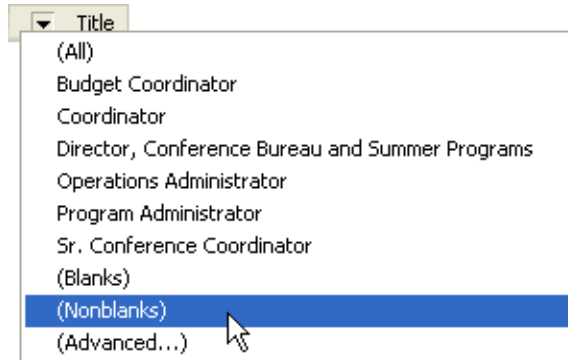 Title
(All)
Budget Coordinator
Coordinator
Director, Conference Bureau and Summer Programs
Operations Administrator
Program Administrator
Sr. Conference Coordinator
(Blanks)
(Nonblanks)
(Advanced...)